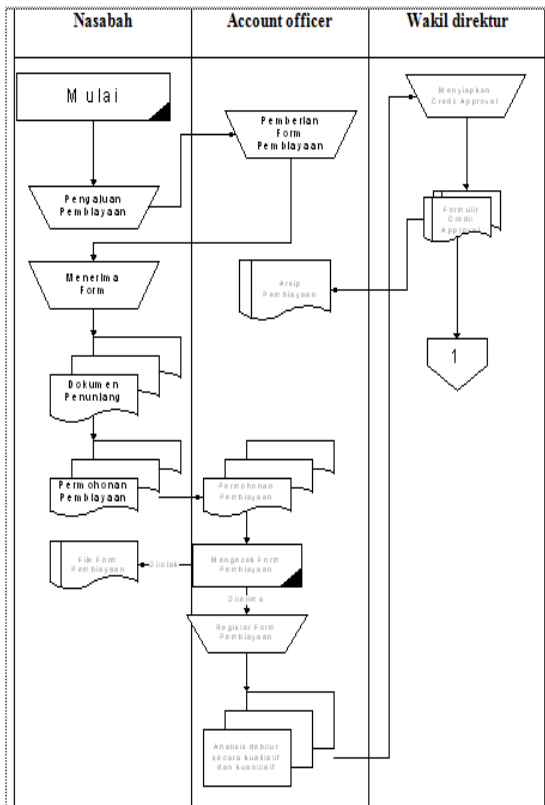 Nasabah
Account officer
Wakil direktur
Mulai
Pengaluan
Pembiayaan
Pemberian
Form
Pembiayaan
Menerima
Form
Dokumen
Penunjang
Permohonan
Pembiayaan
Permohonan
Pembiayaan
Mengecek Form
Pembiayaan
Ditolak
File Form
Pembiayaan
Diterima
Register Form
Pembiayaan
Analisis debitur
secara kualitatif
dan kuantitatif
Menyiapkan
Credit Approval
Formulir
Credit
Approval
Arsip
Pembiayaan
1